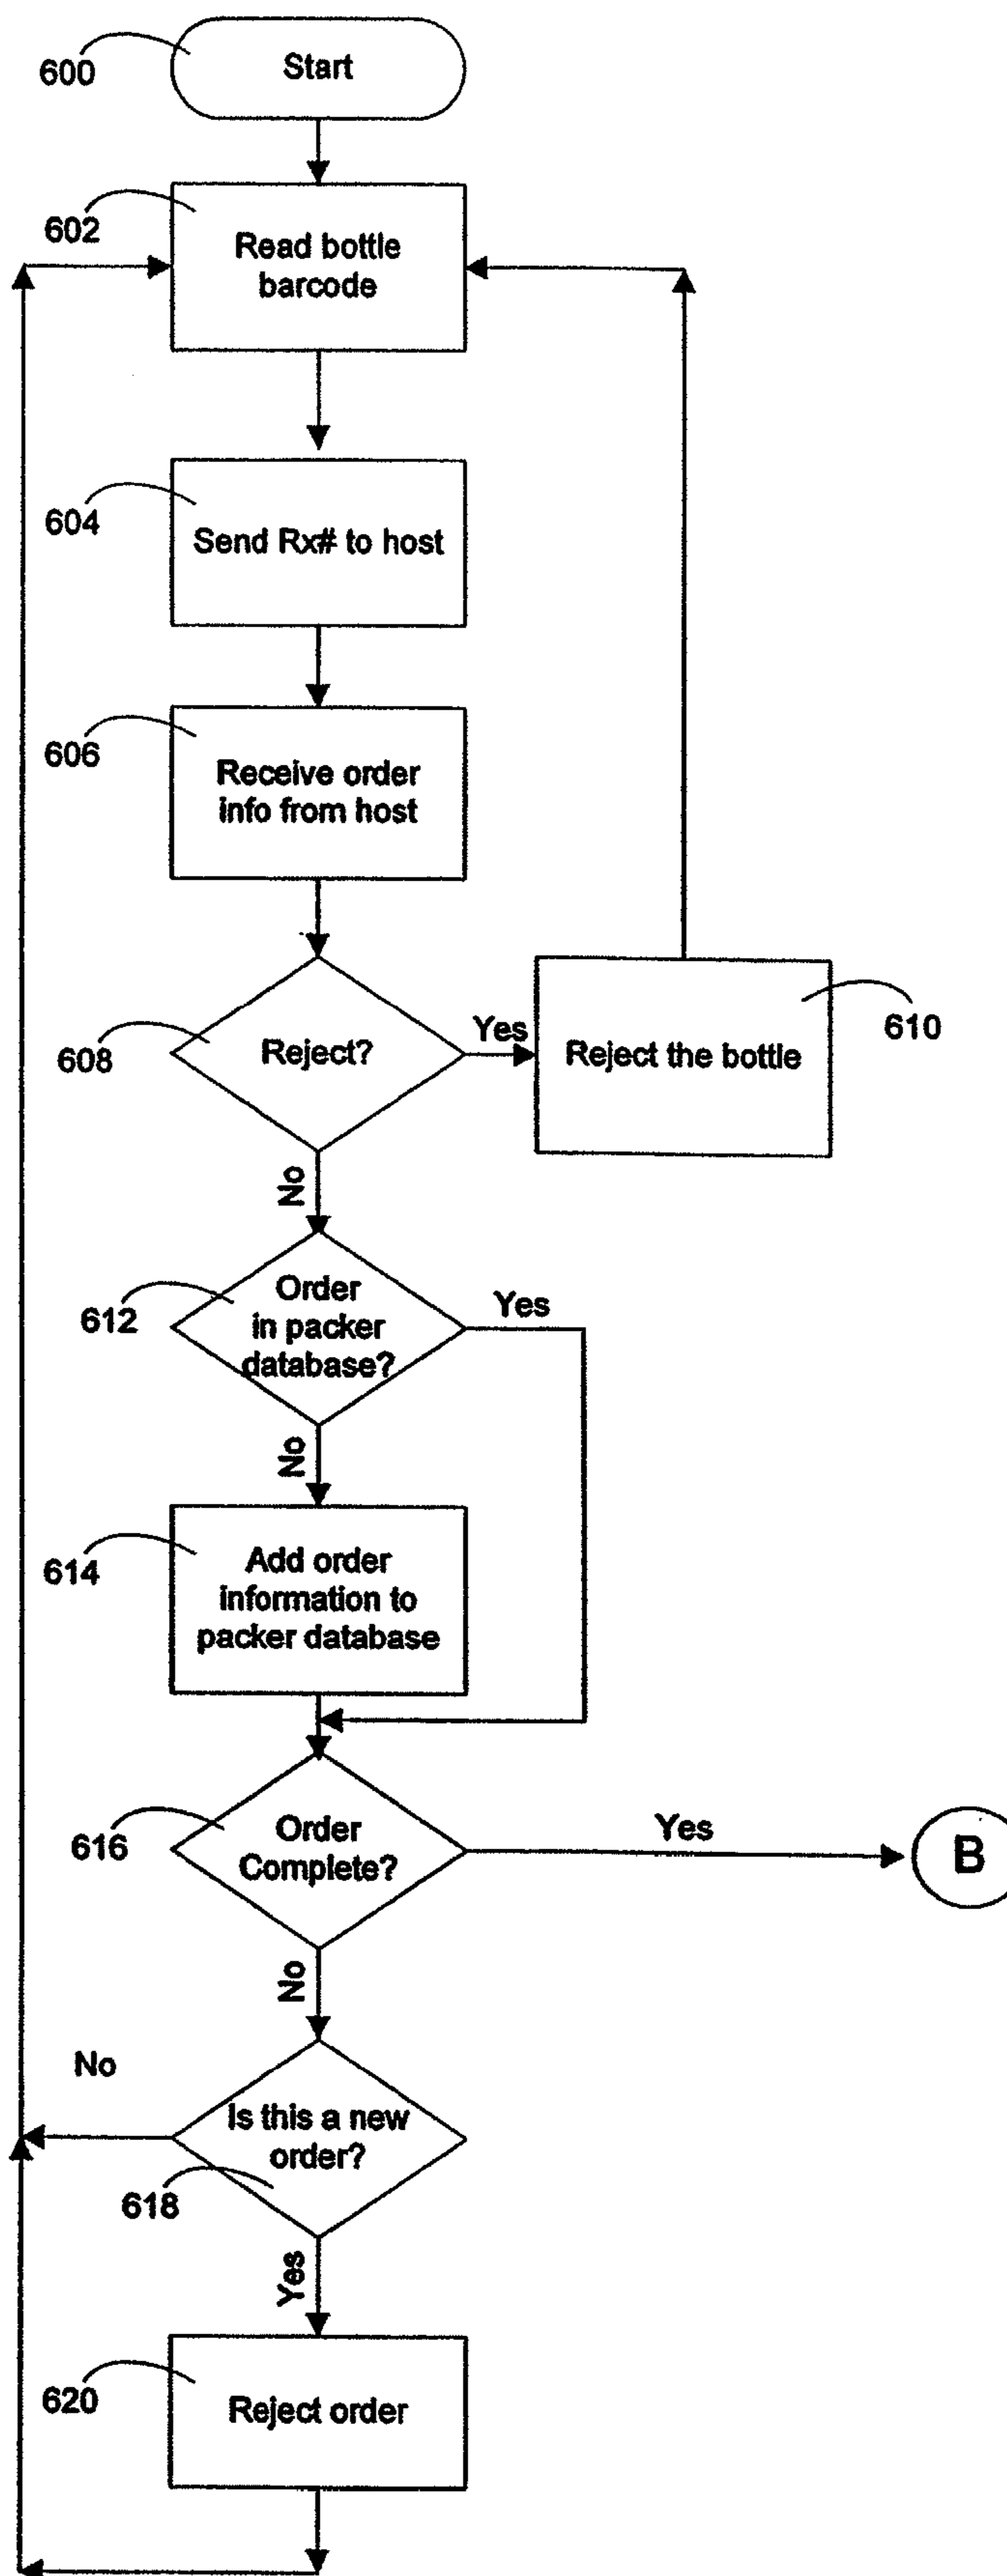 600
Start
602
Read bottle
barcode
604
Send Rx# to host
606
Receive order
info from host
608
Reject?
Yes
Reject the bottle
610
No
612
Order
in packer
database?
Yes
No
614
Add order
information to
packer database
616
Order
Complete?
Yes
B
No
No
Is this a new
order?
618
Yes
620
Reject order